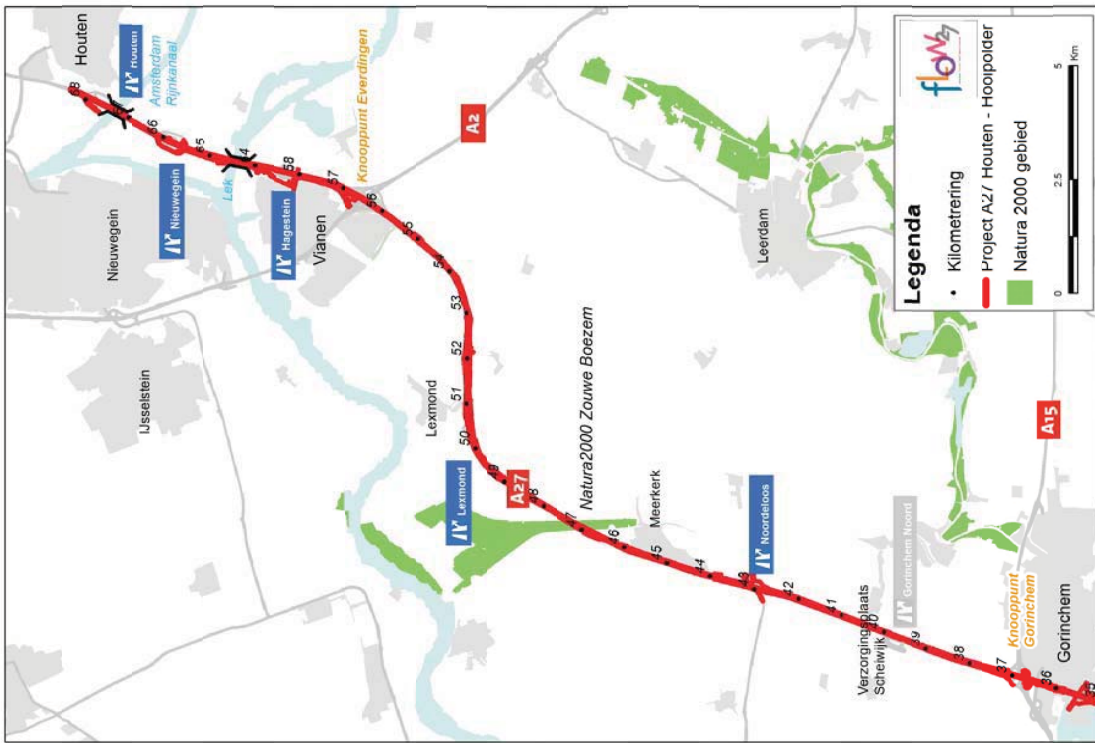 Houten
68
Houten
Amsterdam
Rijnkanaal
66
65
Nieuwegein
Nieuwegein
Lek
4
58
Hagestein
Vianen
57
Knooppunt Everdingen
A2
56
55
54
53
52
51
50
49
48
47
46
45
44
43
42
41
40
39
38
37
36
35
IJsselstein
Lexmond
Lexmond
A27
Natura2000 Zouwe Boezem
Meerkerk
Noordeloos
Leerdam
Verzorgingsplaats
Scheiwijk
Gorinchem Noord
Knooppunt
Gorinchem
Gorinchem
A15
flow27
Legenda
Kilometrering
Project A27 Houten - Hooipolder
Natura 2000 gebied
0 2.5 5
Km